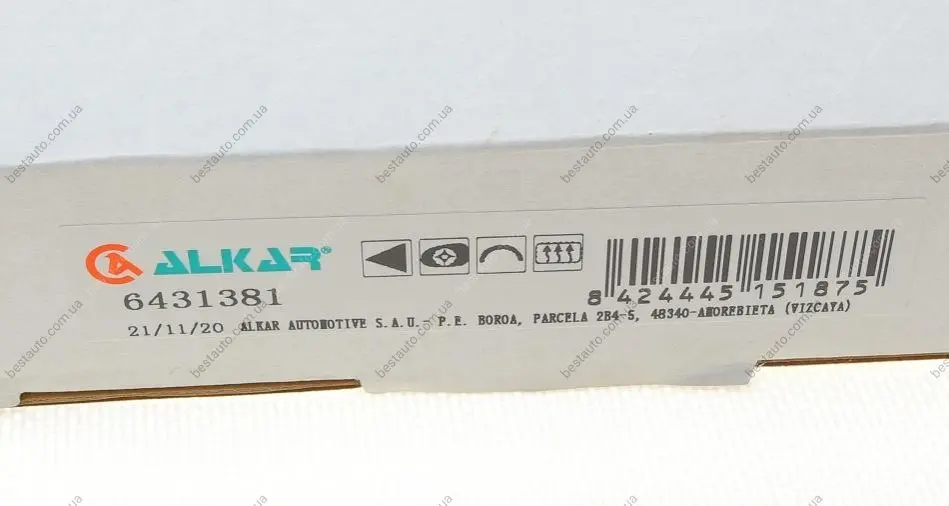 ALKAR®
6431381
8 424445 151875
21/11/20 ALKAR AUTOMOTIVE S.A.U.- P.E. BOROA, PARCELA 2B4-5, 48340-AMOREBIETA (VIZCAYA)
bestauto.com.ua